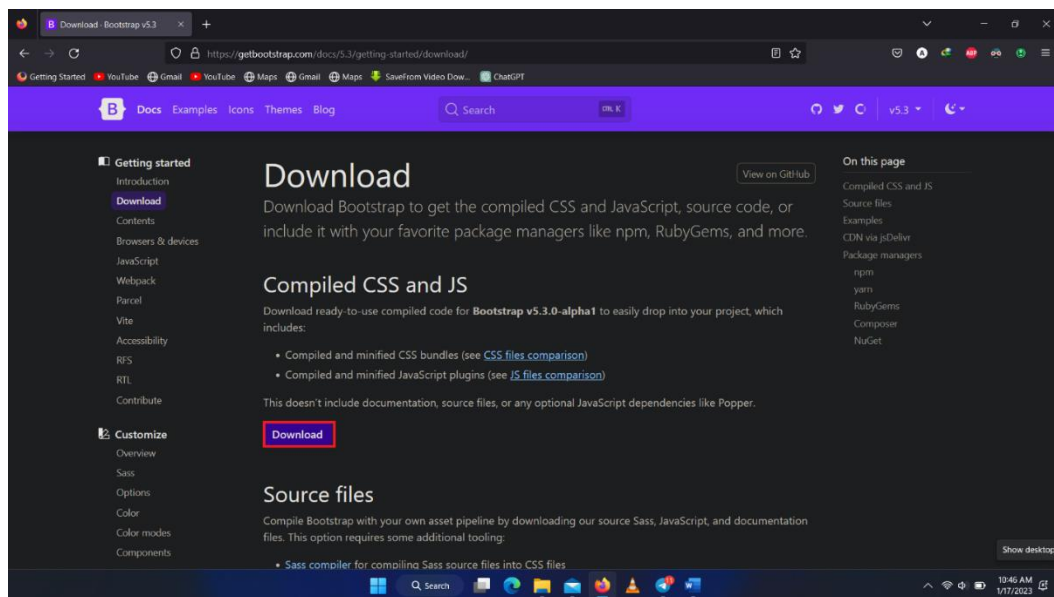 Download · Bootstrap v5.3
https://getbootstrap.com/docs/5.3/getting-started/download/
Getting Started YouTube Gmail YouTube Maps Gmail Maps SaveFrom Video Dow... ChatGPT
B Docs Examples Icons Themes Blog Search CTRL K v5.3
Getting started
Introduction
Download
Contents
Browsers & devices
JavaScript
Webpack
Parcel
Vite
Accessibility
RFS
RTL
Contribute
Customize
Overview
Sass
Options
Color
Color modes
Components
Download
View on GitHub
Download Bootstrap to get the compiled CSS and JavaScript, source code, or
include it with your favorite package managers like npm, RubyGems, and more.
Compiled CSS and JS
Download ready-to-use compiled code for Bootstrap v5.3.0-alpha1 to easily drop into your project, which
includes:
• Compiled and minified CSS bundles (see CSS files comparison)
• Compiled and minified JavaScript plugins (see JS files comparison)
This doesn't include documentation, source files, or any optional JavaScript dependencies like Popper.
Download
Source files
Compile Bootstrap with your own asset pipeline by downloading our source Sass, JavaScript, and documentation
files. This option requires some additional tooling:
• Sass compiler for compiling Sass source files into CSS files
On this page
Compiled CSS and JS
Source files
Examples
CDN via jsDelivr
Package managers
npm
yarn
RubyGems
Composer
NuGet
Show desktop
Search
10:46 AM
1/17/2023